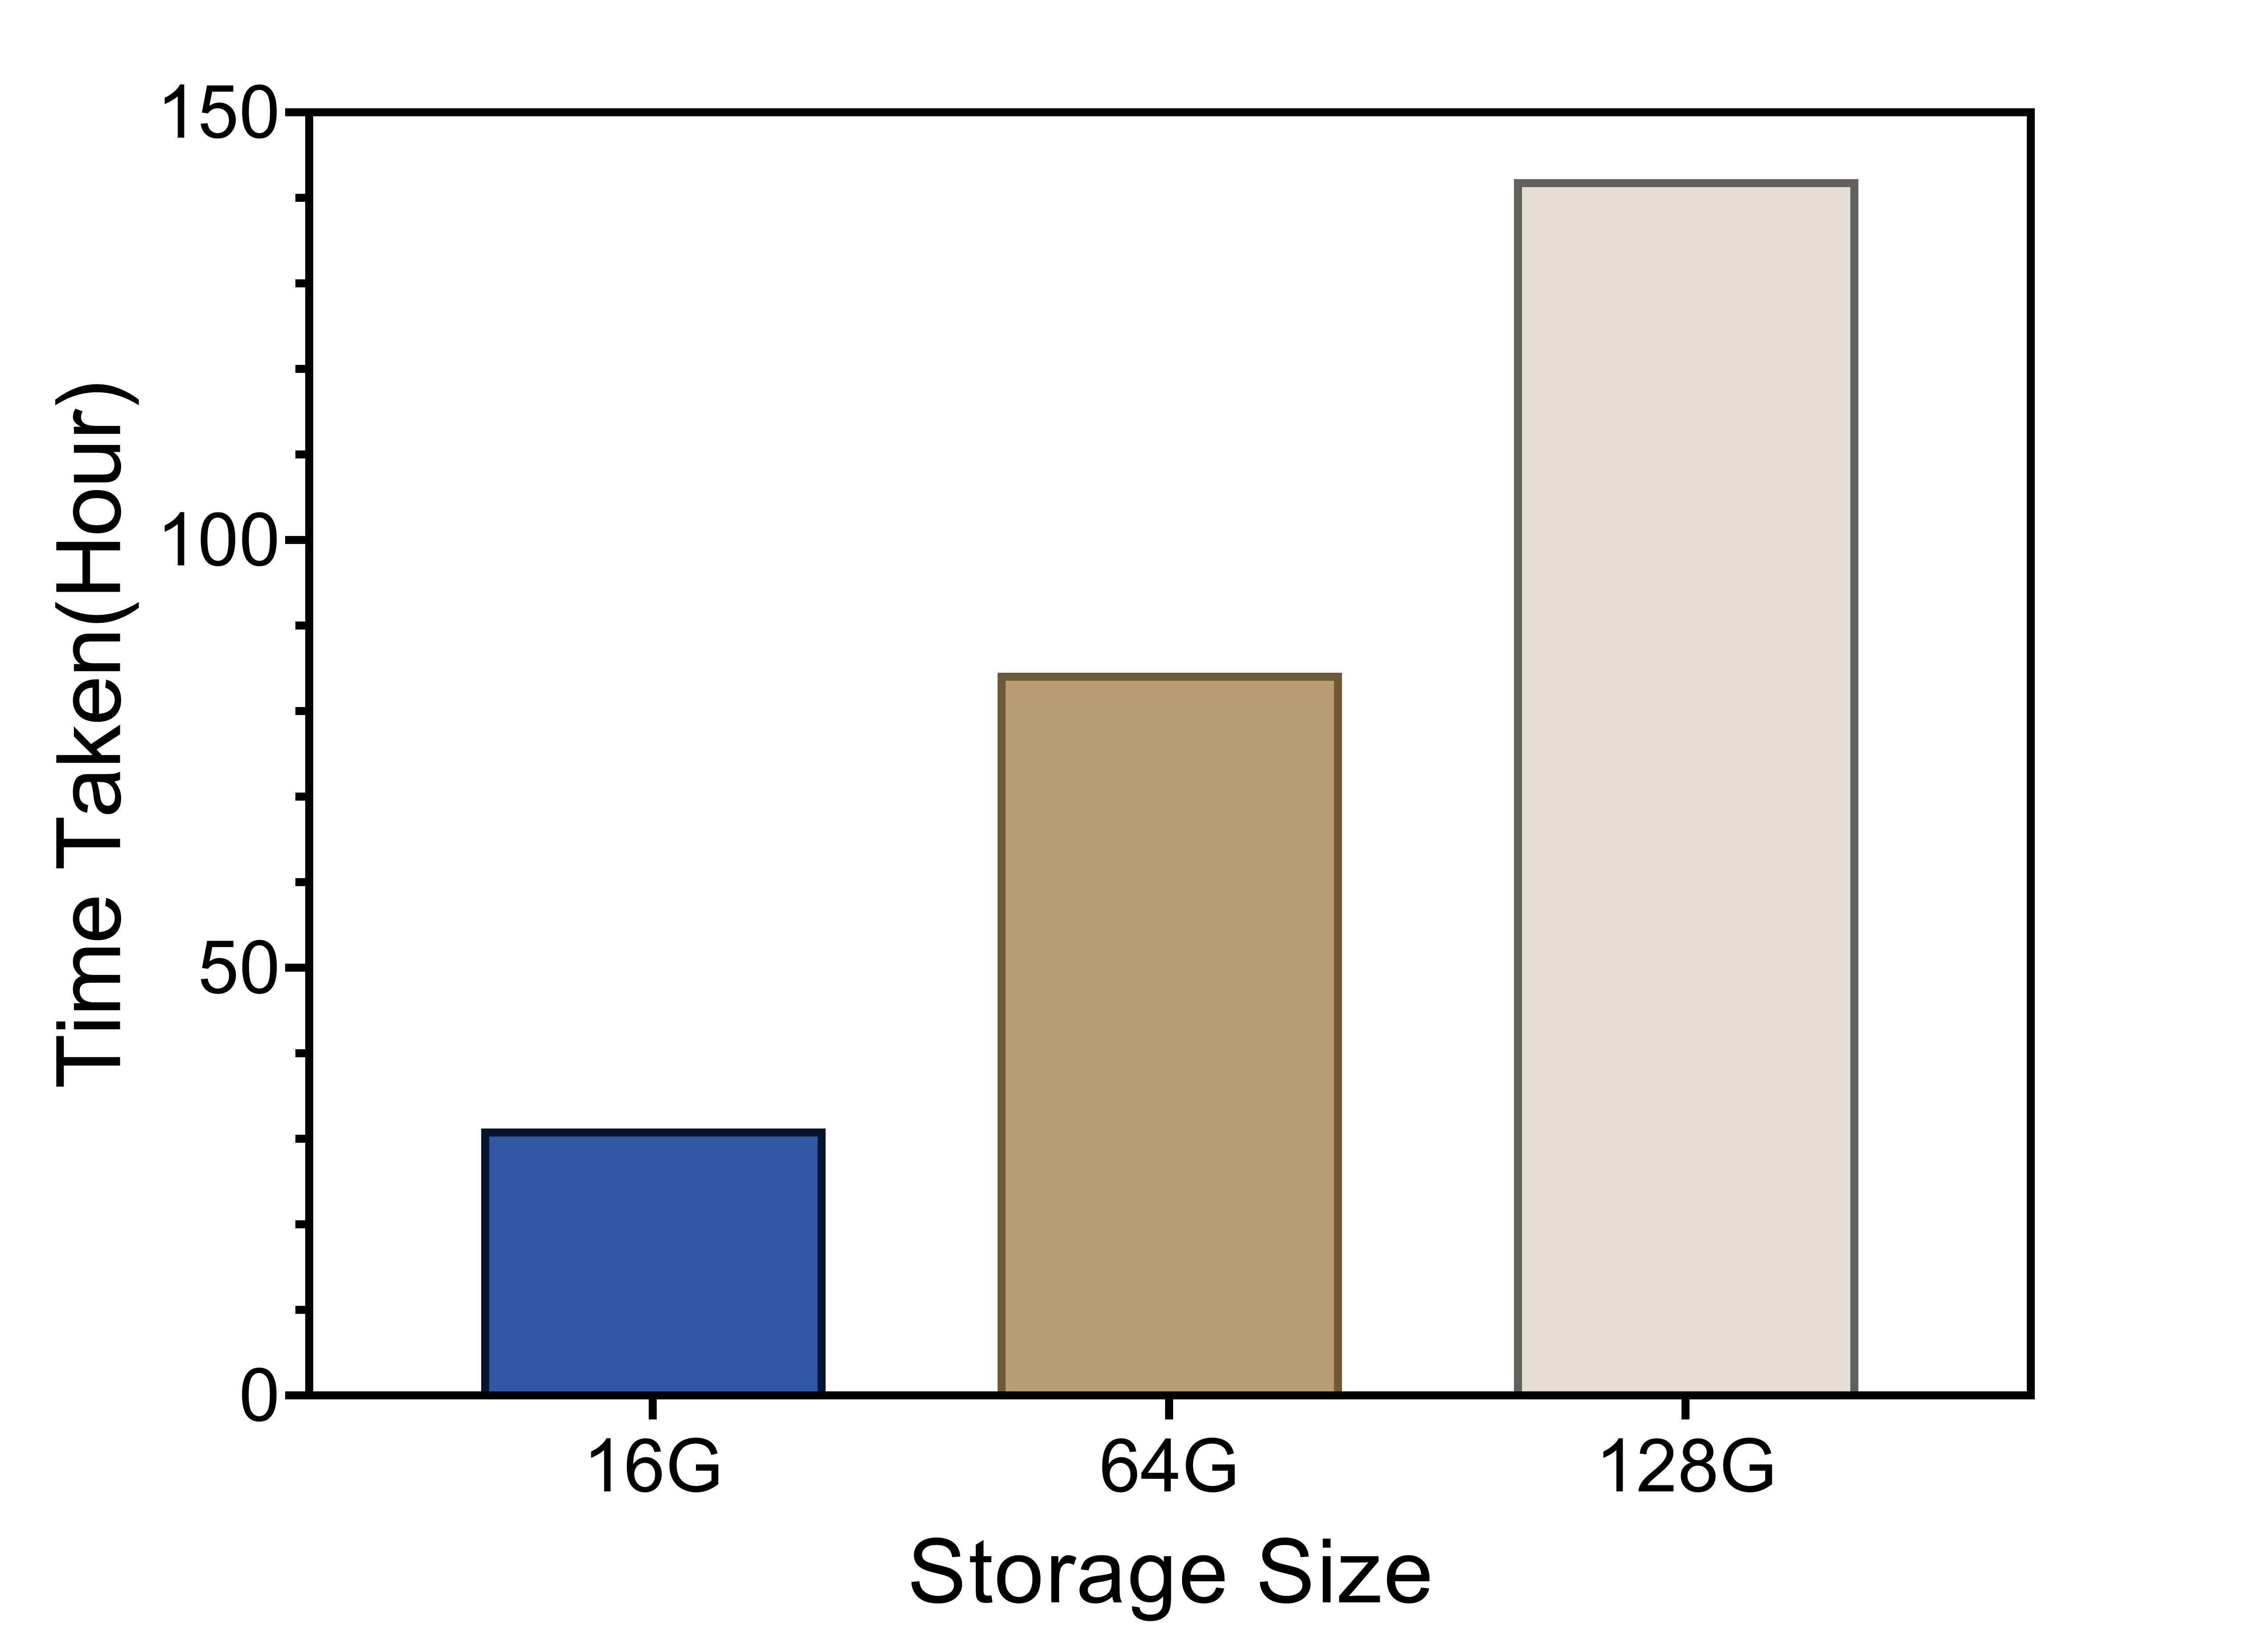 150
100
50
0
Time Taken(Hour)
16G 64G 128G
Storage Size